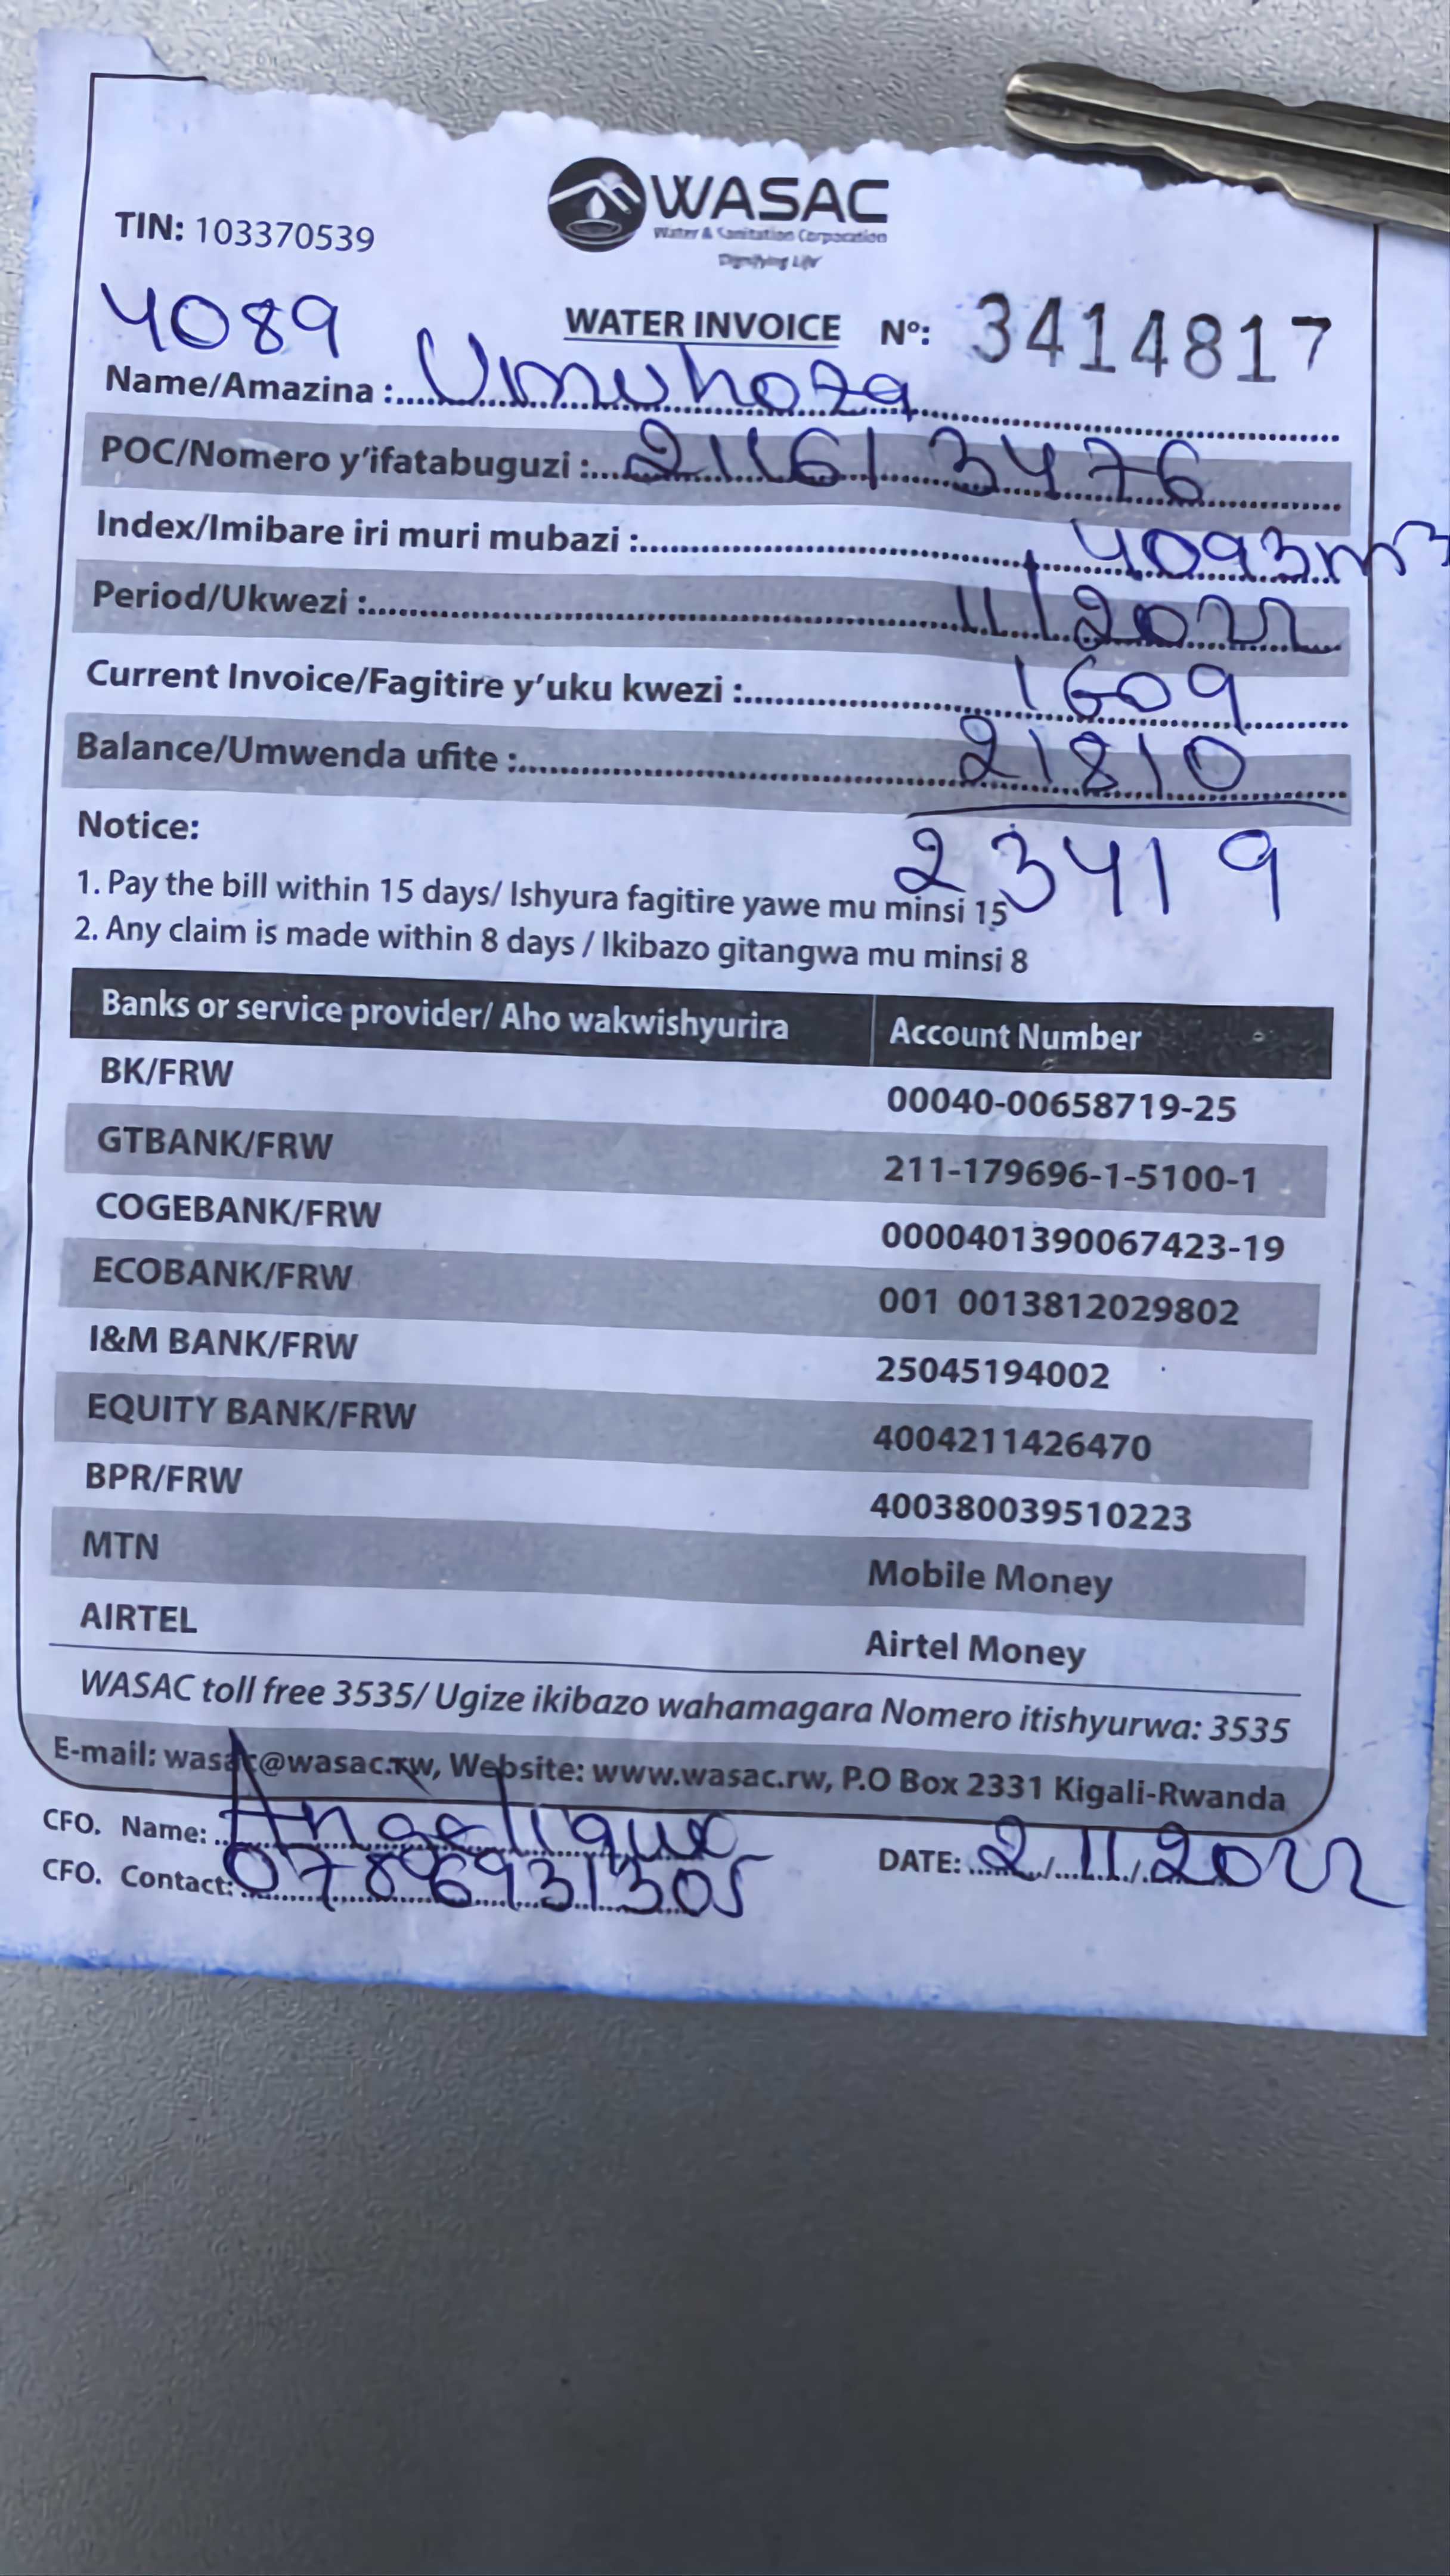 WASAC
Water & Sanitation Corporation
Dignifying Life
TIN: 103370539
4089
WATER INVOICE Nº: 3414817
Name/Amazina : Umuhoza
POC/Nomero y'ifatabuguzi : 211613476
Index/Imibare iri muri mubazi : 4093m³
Period/Ukwezi : 11/2022
Current Invoice/Fagitire y'uku kwezi : 1609
Balance/Umwenda ufite : 21810
23419
Notice:
1. Pay the bill within 15 days/ Ishyura fagitire yawe mu minsi 15
2. Any claim is made within 8 days / Ikibazo gitangwa mu minsi 8
Banks or service provider/ Aho wakwishyurira Account Number
BK/FRW 00040-00658719-25
GTBANK/FRW 211-179696-1-5100-1
COGEBANK/FRW 0000401390067423-19
ECOBANK/FRW 001 0013812029802
I&M BANK/FRW 25045194002
EQUITY BANK/FRW 4004211426470
BPR/FRW 400380039510223
MTN Mobile Money
AIRTEL Airtel Money
WASAC toll free 3535/ Ugize ikibazo wahamagara Nomero itishyurwa: 3535
E-mail: wasac@wasac.rw, Website: www.wasac.rw, P.O Box 2331 Kigali-Rwanda
CFO. Name: Angelique
CFO. Contact: 07896931305 DATE: 2/11/2022